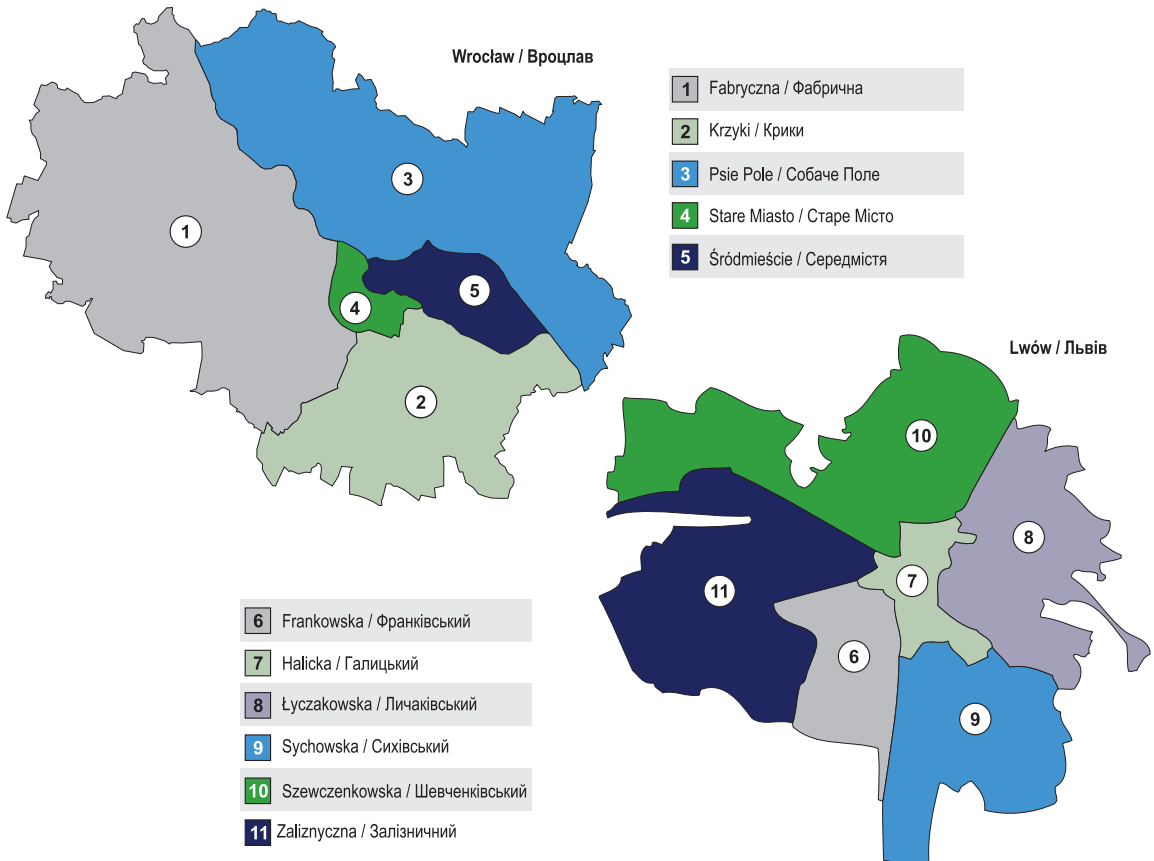 Wrocław / Вроцлав
1 Fabryczna / Фабрична
2 Krzyki / Крики
3 Psie Pole / Собаче Поле
4 Stare Miasto / Старе Місто
5 Śródmieście / Середмістя
3
1
5
4
2
Lwów / Львів
10
8
7
11
6
9
6 Frankowska / Франківський
7 Halicka / Галицький
8 Łyczakowska / Личаківський
9 Sychowska / Сихівський
10 Szewczenkowska / Шевченківський
11 Zaliznyczna / Залізничний